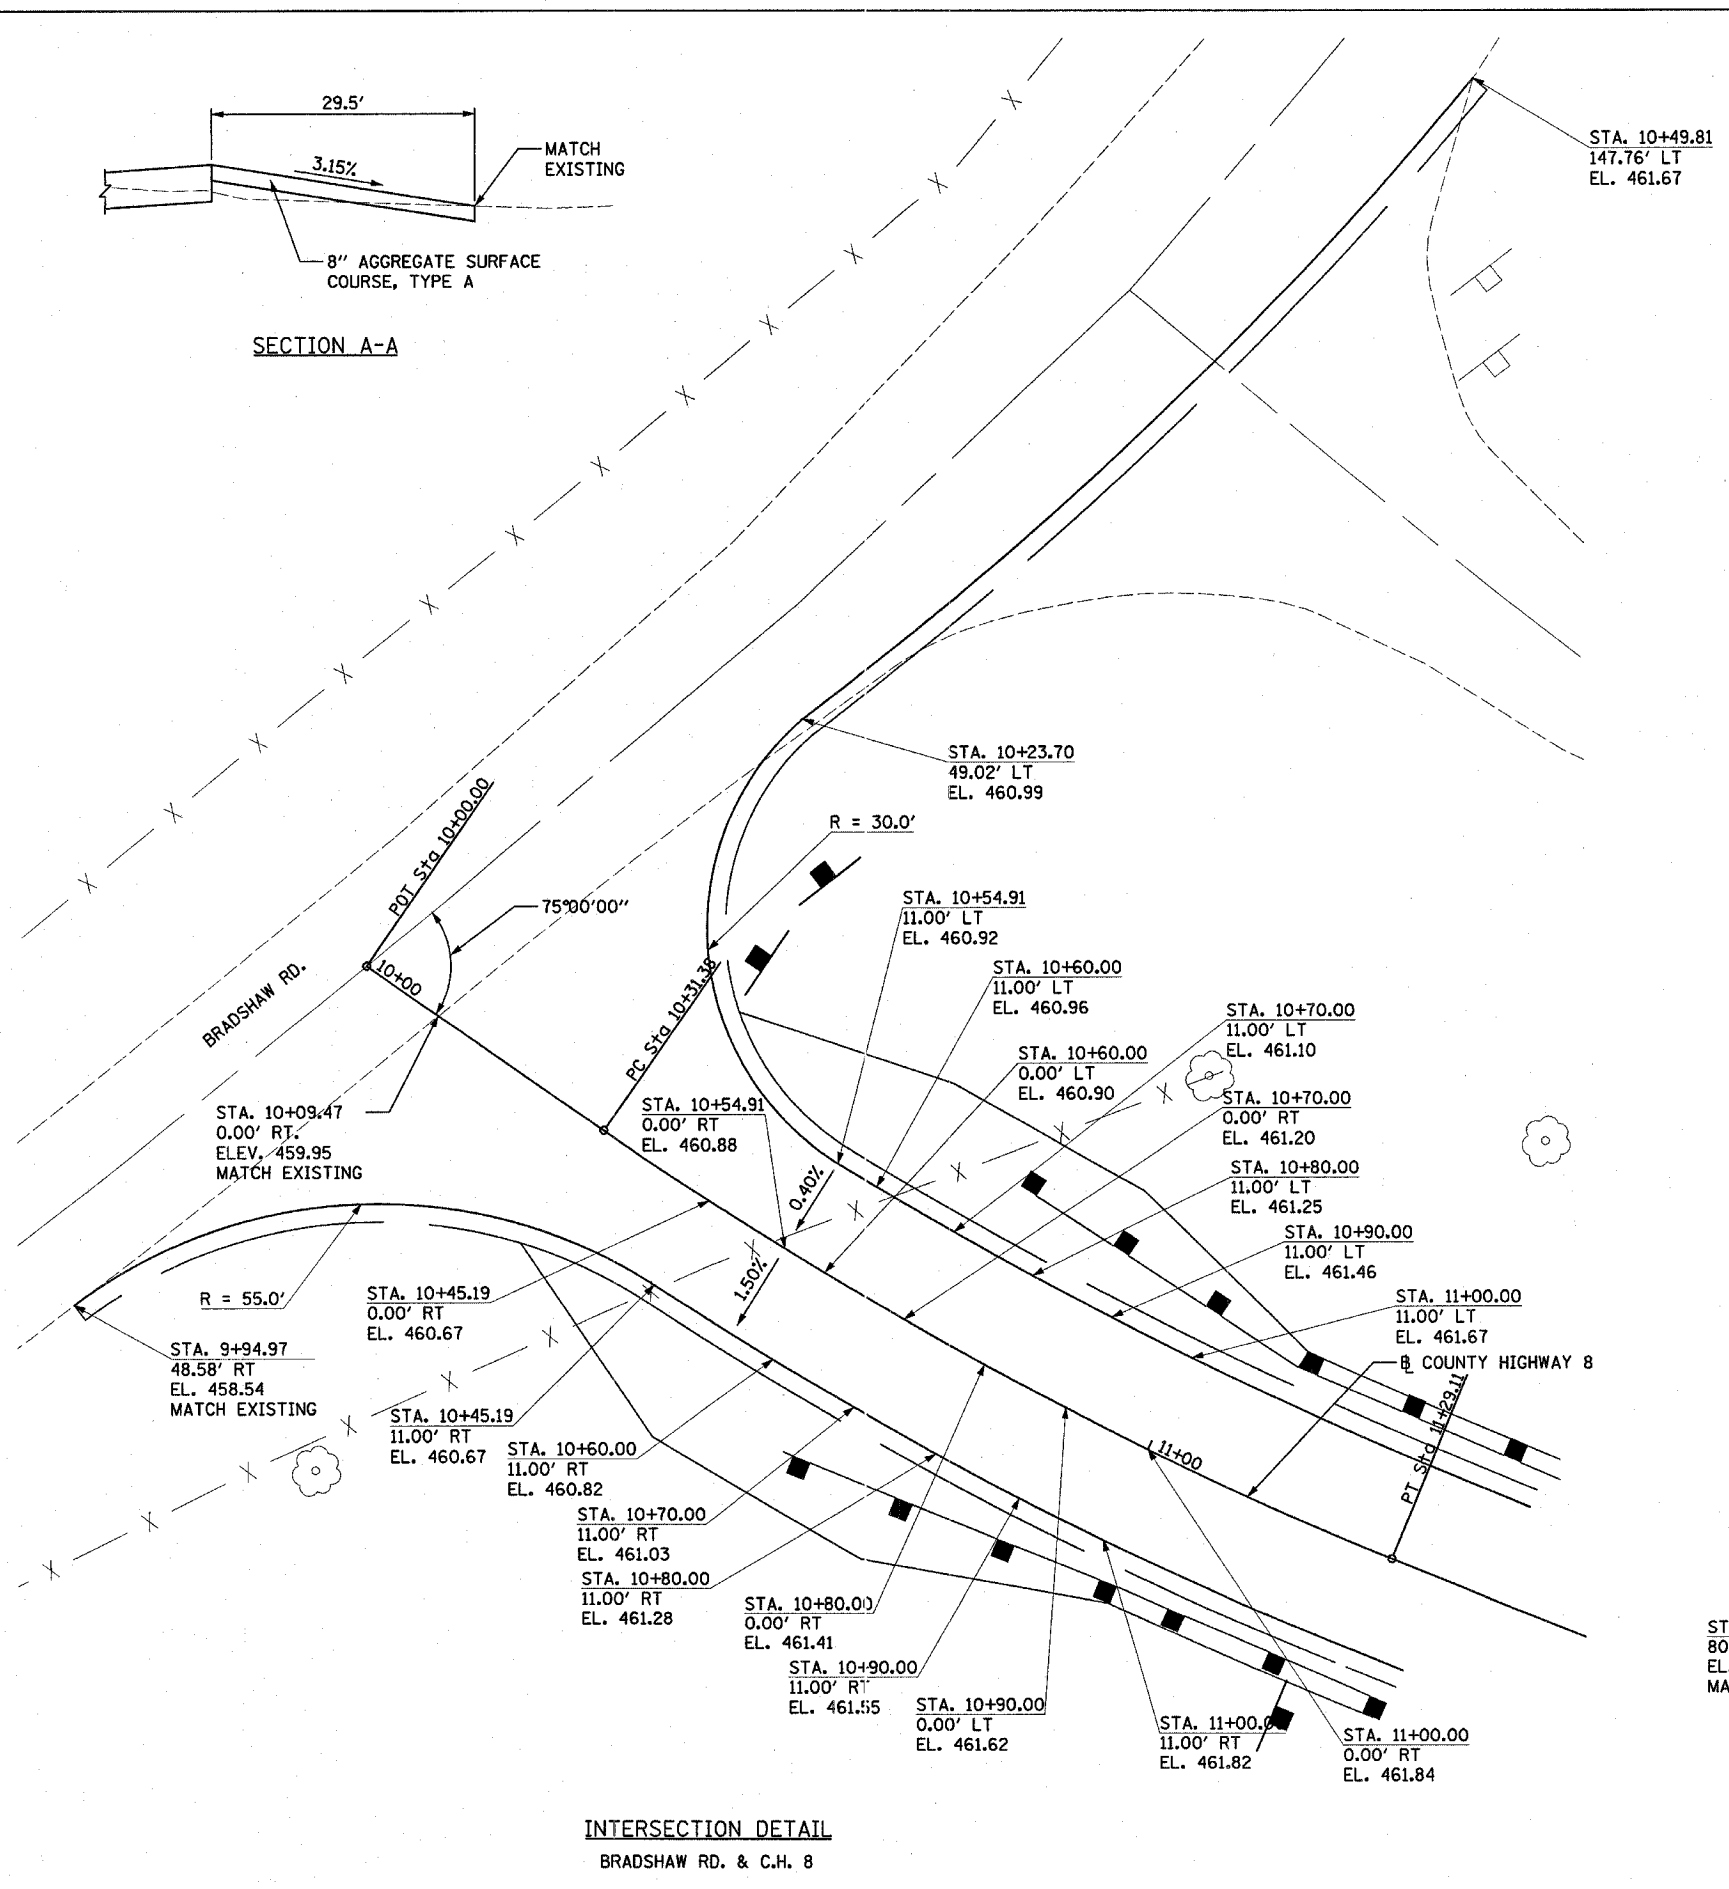 29.5'
3.15%
MATCH
EXISTING
8" AGGREGATE SURFACE
COURSE, TYPE A
SECTION A-A
STA. 10+49.81
147.76' LT
EL. 461.67
STA. 10+23.70
49.02' LT
EL. 460.99
R = 30.0'
POT Sta 10+00.00
75°00'00"
10+00
BRADSHAW RD.
PC Sta 10+31.38
STA. 10+54.91
11.00' LT
EL. 460.92
STA. 10+60.00
11.00' LT
EL. 460.96
STA. 10+70.00
11.00' LT
EL. 461.10
STA. 10+60.00
0.00' LT
EL. 460.90
STA. 10+70.00
0.00' RT
EL. 461.20
STA. 10+54.91
0.00' RT
EL. 460.88
STA. 10+09.47
0.00' RT.
ELEV. 459.95
MATCH EXISTING
STA. 10+80.00
11.00' LT
EL. 461.25
0.40%
1.50%
STA. 10+90.00
11.00' LT
EL. 461.46
STA. 11+00.00
11.00' LT
EL. 461.67
℄ COUNTY HIGHWAY 8
R = 55.0'
STA. 10+45.19
0.00' RT
EL. 460.67
STA. 9+94.97
48.58' RT
EL. 458.54
MATCH EXISTING
STA. 10+45.19
11.00' RT
EL. 460.67
11+00
PT Sta 11+29.11
STA. 10+60.00
11.00' RT
EL. 460.82
STA. 10+70.00
11.00' RT
EL. 461.03
STA. 10+80.00
11.00' RT
EL. 461.28
STA. 10+80.00
0.00' RT
EL. 461.41
STA. 10+90.00
11.00' RT
EL. 461.55
STA. 10+90.00
0.00' LT
EL. 461.62
STA. 11+00.0
11.00' RT
EL. 461.82
STA. 11+00.00
0.00' RT
EL. 461.84
ST
80
EL.
MA
INTERSECTION DETAIL
BRADSHAW RD. & C.H. 8